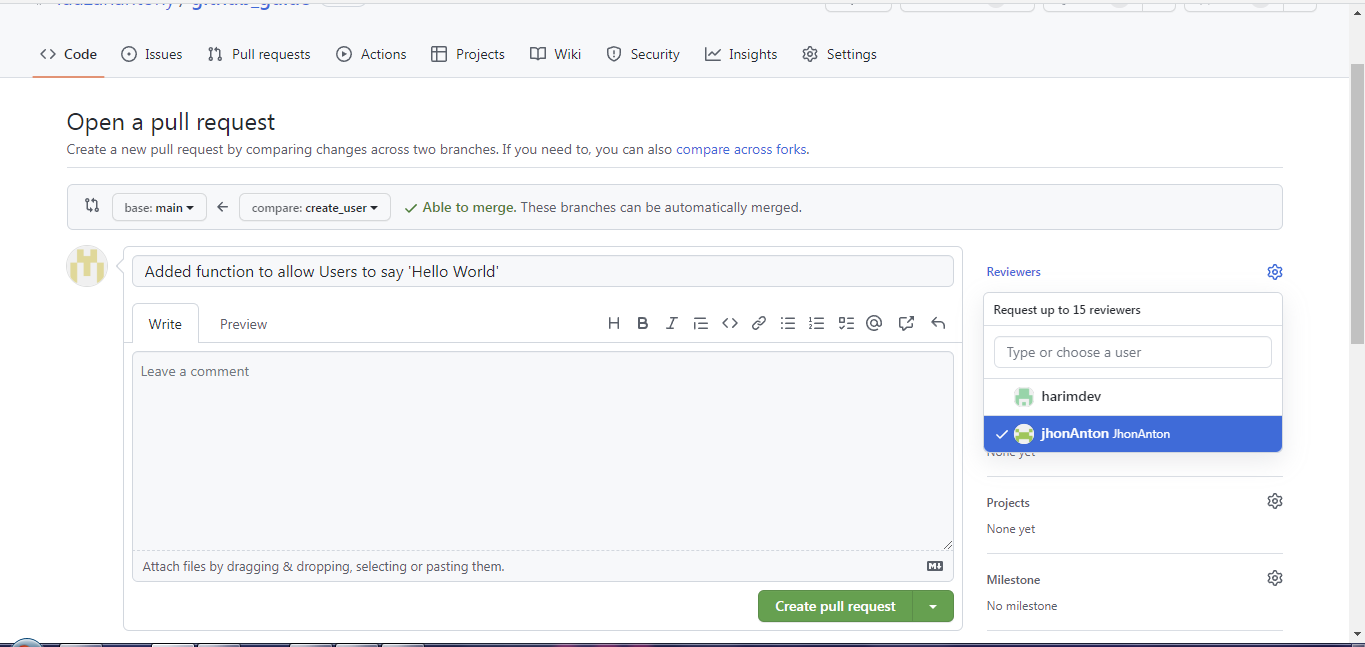 Code Issues Pull requests Actions Projects Wiki Security Insights Settings
Open a pull request
Create a new pull request by comparing changes across two branches. If you need to, you can also compare across forks.
base: main compare: create_user Able to merge. These branches can be automatically merged.
Added function to allow Users to say 'Hello World'
Write Preview
Leave a comment
Attach files by dragging & dropping, selecting or pasting them.
Create pull request
Reviewers
Request up to 15 reviewers
Type or choose a user
harimdev
jhonAnton JhonAnton
None yet
Projects
None yet
Milestone
No milestone